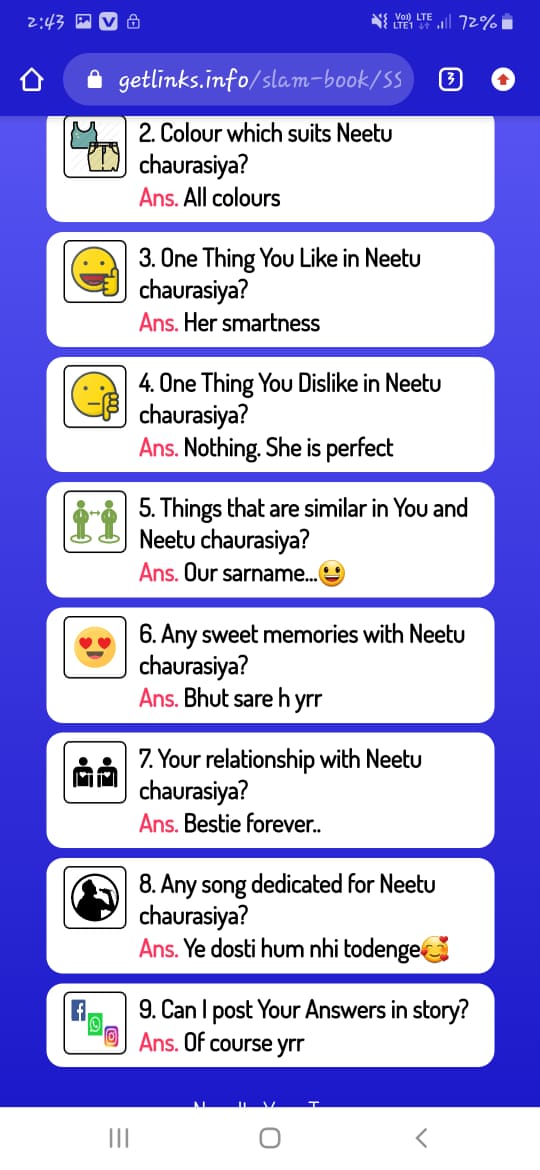 2:43
Vo) LTE
LTE1
72%
getlinks.info/slam-book/SS
3
2. Colour which suits Neetu
chaurasiya?
Ans. All colours
3. One Thing You Like in Neetu
chaurasiya?
Ans. Her smartness
4. One Thing You Dislike in Neetu
chaurasiya?
Ans. Nothing. She is perfect
5. Things that are similar in You and
Neetu chaurasiya?
Ans. Our sarname...😃
6. Any sweet memories with Neetu
chaurasiya?
Ans. Bhut sare h yrr
7. Your relationship with Neetu
chaurasiya?
Ans. Bestie forever..
8. Any song dedicated for Neetu
chaurasiya?
Ans. Ye dosti hum nhi todenge🥰
9. Can I post Your Answers in story?
Ans. Of course yrr